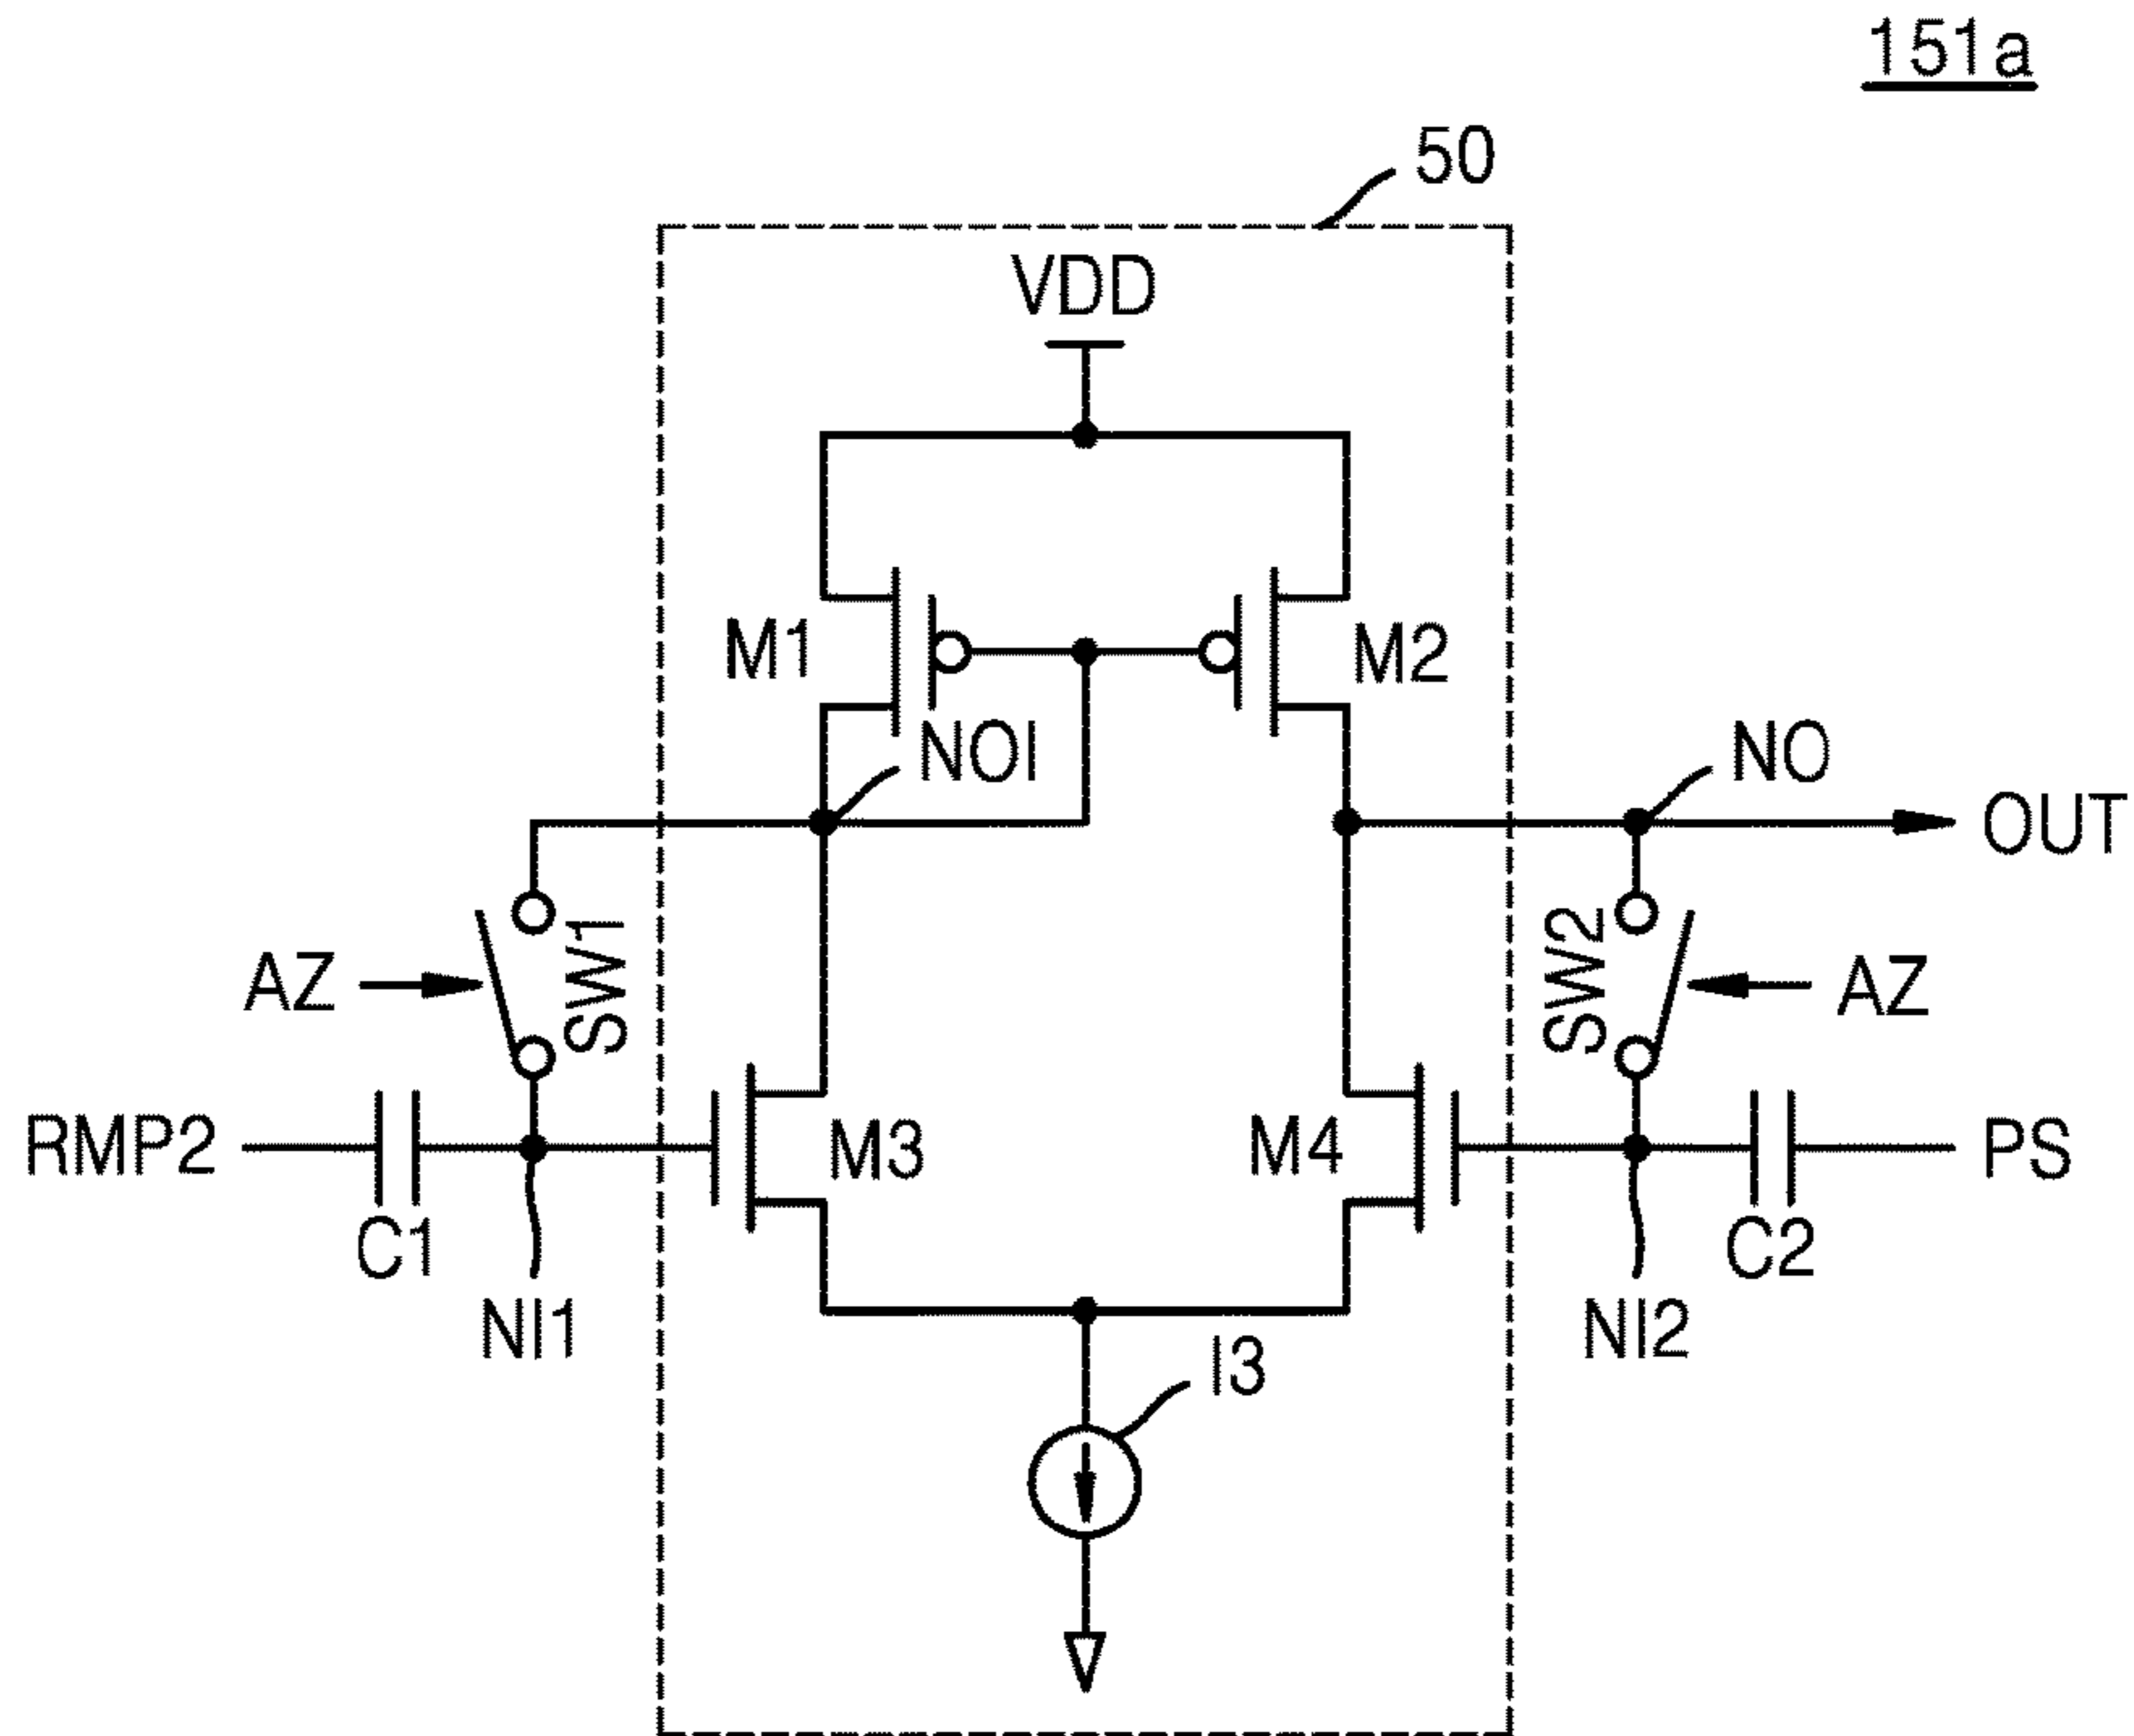 151a
50
VDD
M1
M2
NOI
NO
OUT
AZ
SW1
SW2
AZ
RMP2
M3
M4
PS
C1
C2
NI1
NI2
I3